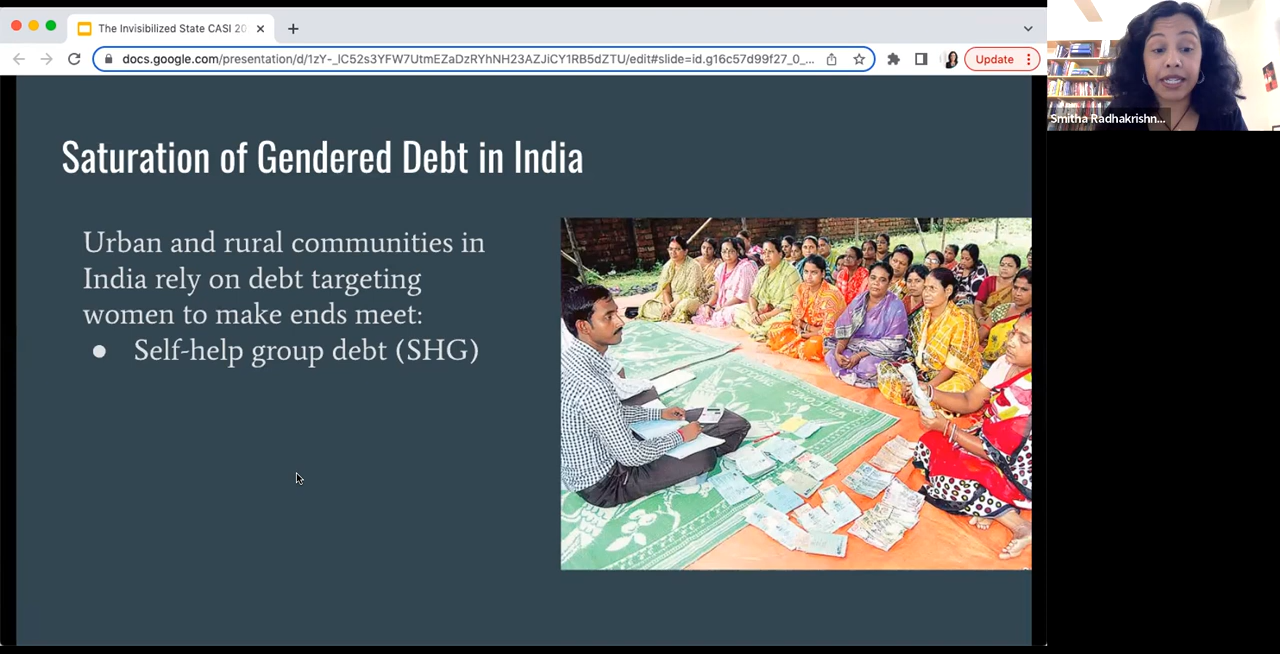 The Invisibilized State CASI 20
docs.google.com/presentation/d/1zY-_lC52s3YFW7UtmEZaDzRYhNH23AZJiCY1RB5dZTU/edit#slide=id.g16c57d99f27_0_...
Update
Smitha Radhakrishn...
Saturation of Gendered Debt in India
Urban and rural communities in
India rely on debt targeting
women to make ends meet:
● Self-help group debt (SHG)
WELCOME